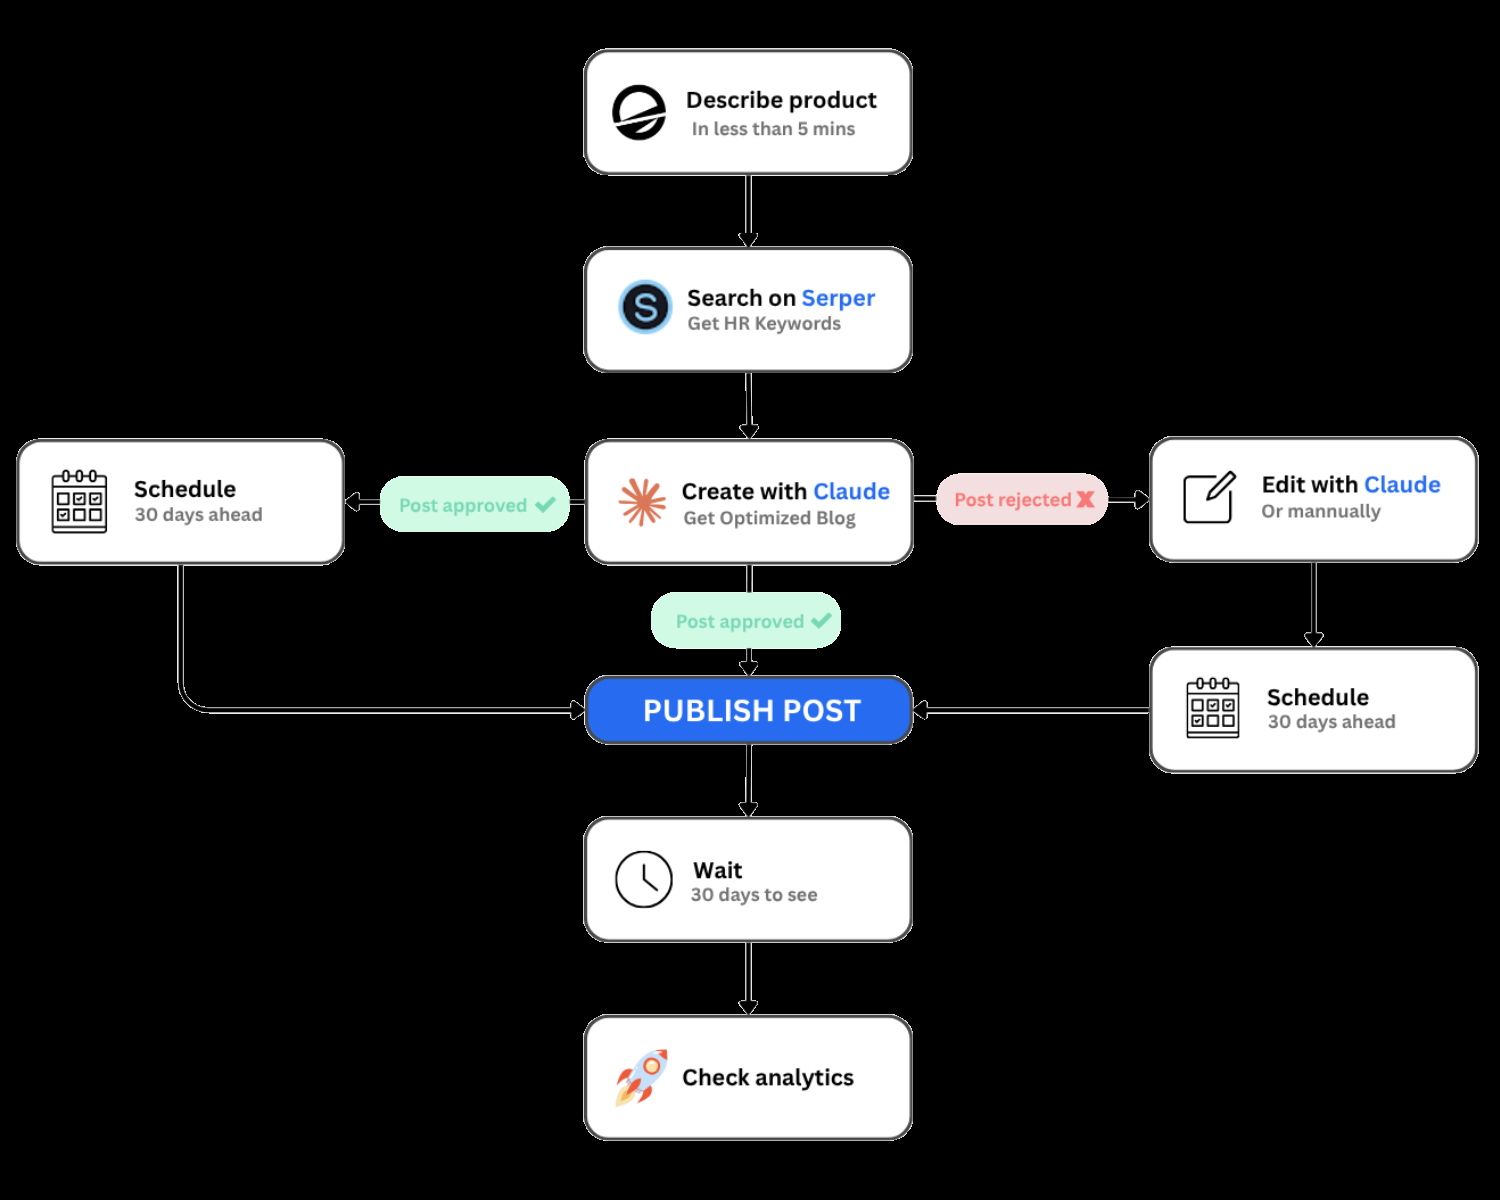 Describe product
In less than 5 mins
S
Search on Serper
Get HR Keywords
Schedule
30 days ahead
Post approved
Create with Claude
Get Optimized Blog
Post rejected
Edit with Claude
Or mannually
Post approved
PUBLISH POST
Schedule
30 days ahead
Wait
30 days to see
Check analytics